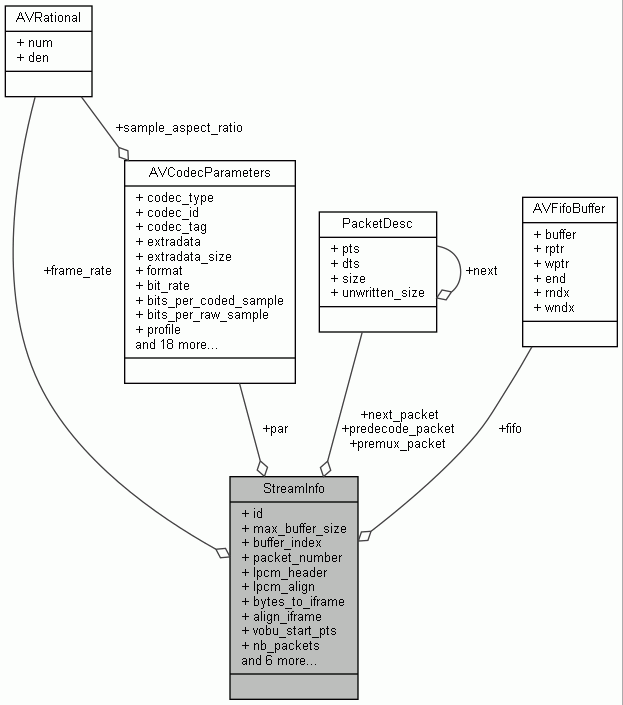 AVRational
+ num
+ den
+sample_aspect_ratio
AVCodecParameters
+ codec_type
+ codec_id
+ codec_tag
+ extradata
+ extradata_size
+ format
+ bit_rate
+ bits_per_coded_sample
+ bits_per_raw_sample
+ profile
and 18 more...
PacketDesc
+ pts
+ dts
+ size
+ unwritten_size
+next
AVFifoBuffer
+ buffer
+ rptr
+ wptr
+ end
+ rndx
+ wndx
+frame_rate
+par
+next_packet
+predecode_packet
+premux_packet
+fifo
StreamInfo
+ id
+ max_buffer_size
+ buffer_index
+ packet_number
+ lpcm_header
+ lpcm_align
+ bytes_to_iframe
+ align_iframe
+ vobu_start_pts
+ nb_packets
and 6 more...